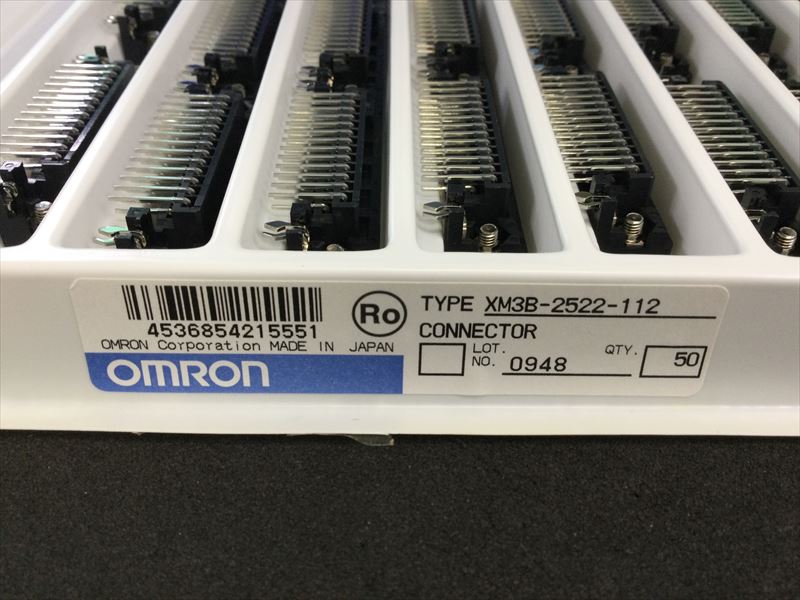 4536854215551
OMRON Corporation MADE IN JAPAN
OMRON
Ro
TYPE XM3B-2522-112
CONNECTOR
LOT. NO. 0948
QTY. 50